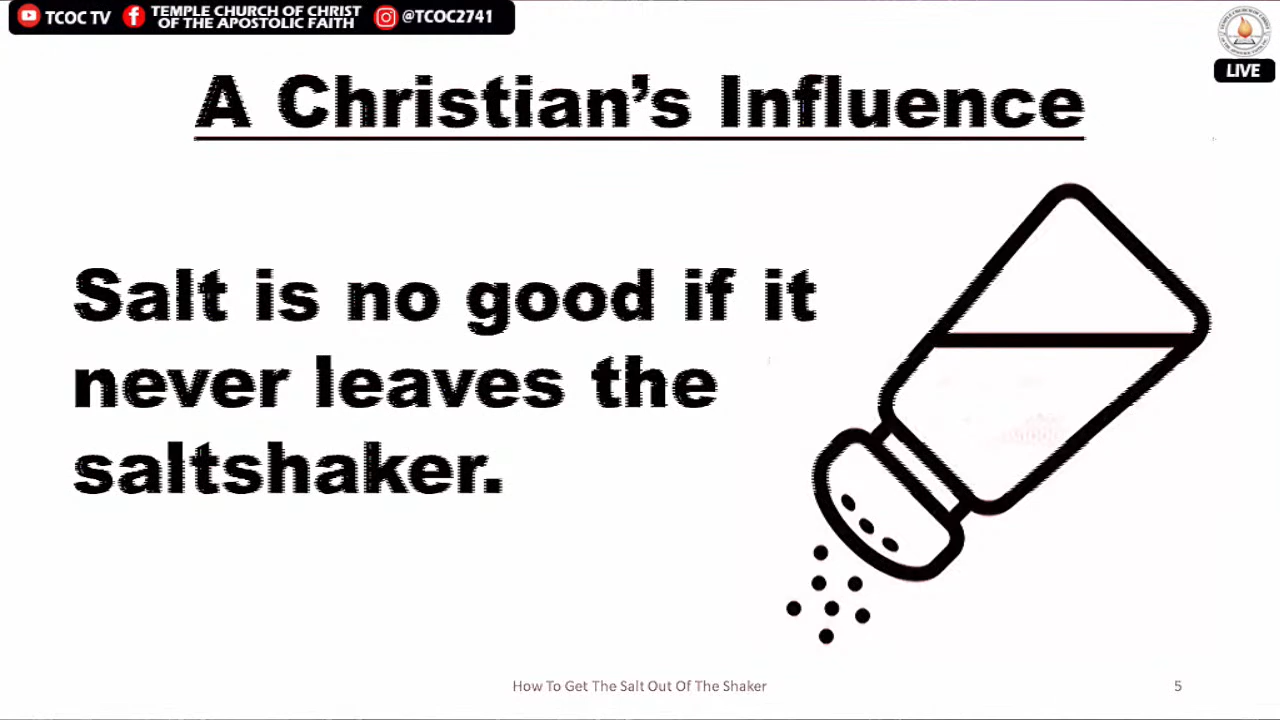 TCOC TV
TEMPLE CHURCH OF CHRIST
OF THE APOSTOLIC FAITH
@TCOC2741
LIVE
A Christian’s Influence
Salt is no good if it
never leaves the
saltshaker.
How To Get The Salt Out Of The Shaker
5